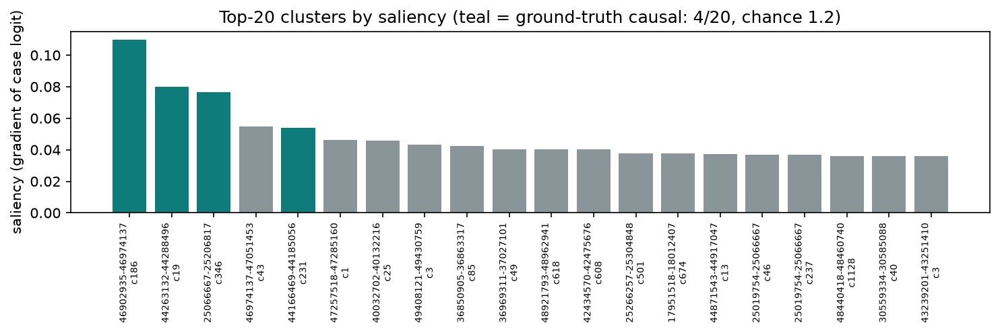 Top-20 clusters by saliency (teal = ground-truth causal: 4/20, chance 1.2)
saliency (gradient of case logit)
0.10
0.08
0.06
0.04
0.02
0.00
46902935-46974137
c186
44263132-44288496
c19
25066667-25206817
c346
46974137-47051453
c43
44166469-44185056
c231
47257518-47285160
c1
40032702-40132216
c25
49408121-49430759
c3
36850905-36863317
c85
36969311-37027101
c49
48921793-48962941
c618
42434570-42475676
c608
25266257-25304848
c501
17951518-18012407
c674
44871543-44917047
c13
25019754-25066667
c46
25019754-25066667
c237
48440418-48460740
c1128
30559334-30585088
c40
43239201-43251410
c3